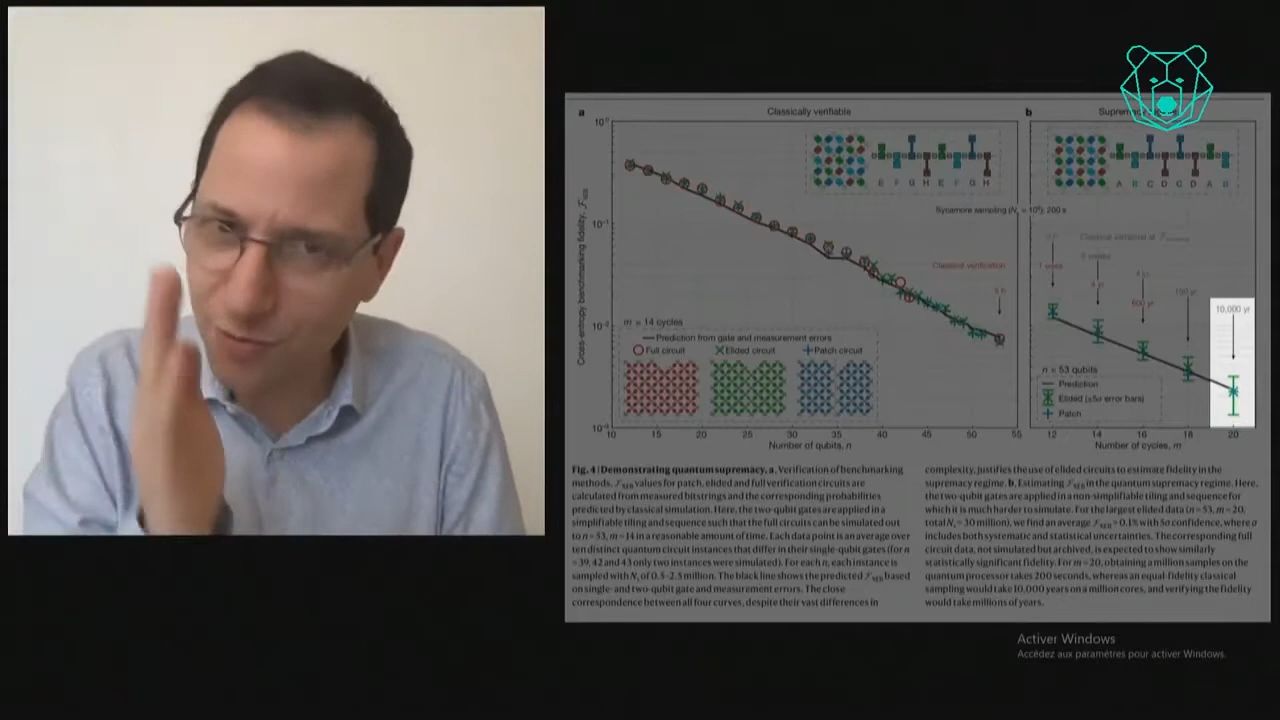 a
Classically verifiable
b
10⁰
10⁻¹
10⁻²
10⁻³
Cross-entropy benchmarking fidelity,
E F G H E F G H
A B C D C D A B
Sycamore sampling (Nₛ = 10⁶): 200 s
Classical sampling at
Classical verification
5 h
4 yr
600 yr
10,000 yr
m = 14 cycles
Prediction from gate and measurement errors
Full circuit
Elided circuit
Patch circuit
n = 53 qubits
Prediction
Elided (±5σ error bars)
Patch
10 15 20 25 30 35 40 45 50 55
12 14 16 18 20
Number of qubits, n
Number of cycles, m
Fig. 4 | Demonstrating quantum supremacy. a, Verification of benchmarking
methods. ℱXEB values for patch, elided and full verification circuits are
calculated from measured bitstrings and the corresponding probabilities
predicted by classical simulation. Here, the two-qubit gates are applied in a
simplifiable tiling and sequence such that the full circuits can be simulated out
to n = 53, m = 14 in a reasonable amount of time. Each data point is an average over
ten distinct quantum circuit instances that differ in their single-qubit gates (for n
= 39, 42 and 43 only two instances were simulated). For each n, each instance is
sampled with Nₛ of 0.5–2.5 million. The black line shows the predicted ℱXEB based
on single- and two-qubit gate and measurement errors. The close
correspondence between all four curves, despite their vast differences in
complexity, justifies the use of elided circuits to estimate fidelity in the
supremacy regime. b, Estimating ℱXEB in the quantum supremacy regime. Here,
the two-qubit gates are applied in a non-simplifiable tiling and sequence for
which it is much harder to simulate. For the largest elided data (n = 53, m = 20,
total Nₛ = 30 million), we find an average ℱXEB > 0.1% with 5σ confidence, where σ
includes both systematic and statistical uncertainties. The corresponding full
circuit data, not simulated but archived, is expected to show similarly
statistically significant fidelity. For m = 20, obtaining a million samples on the
quantum processor takes 200 seconds, whereas an equal-fidelity classical
sampling would take 10,000 years on a million cores, and verifying the fidelity
would take millions of years.
Activer Windows
Accédez aux paramètres pour activer Windows.